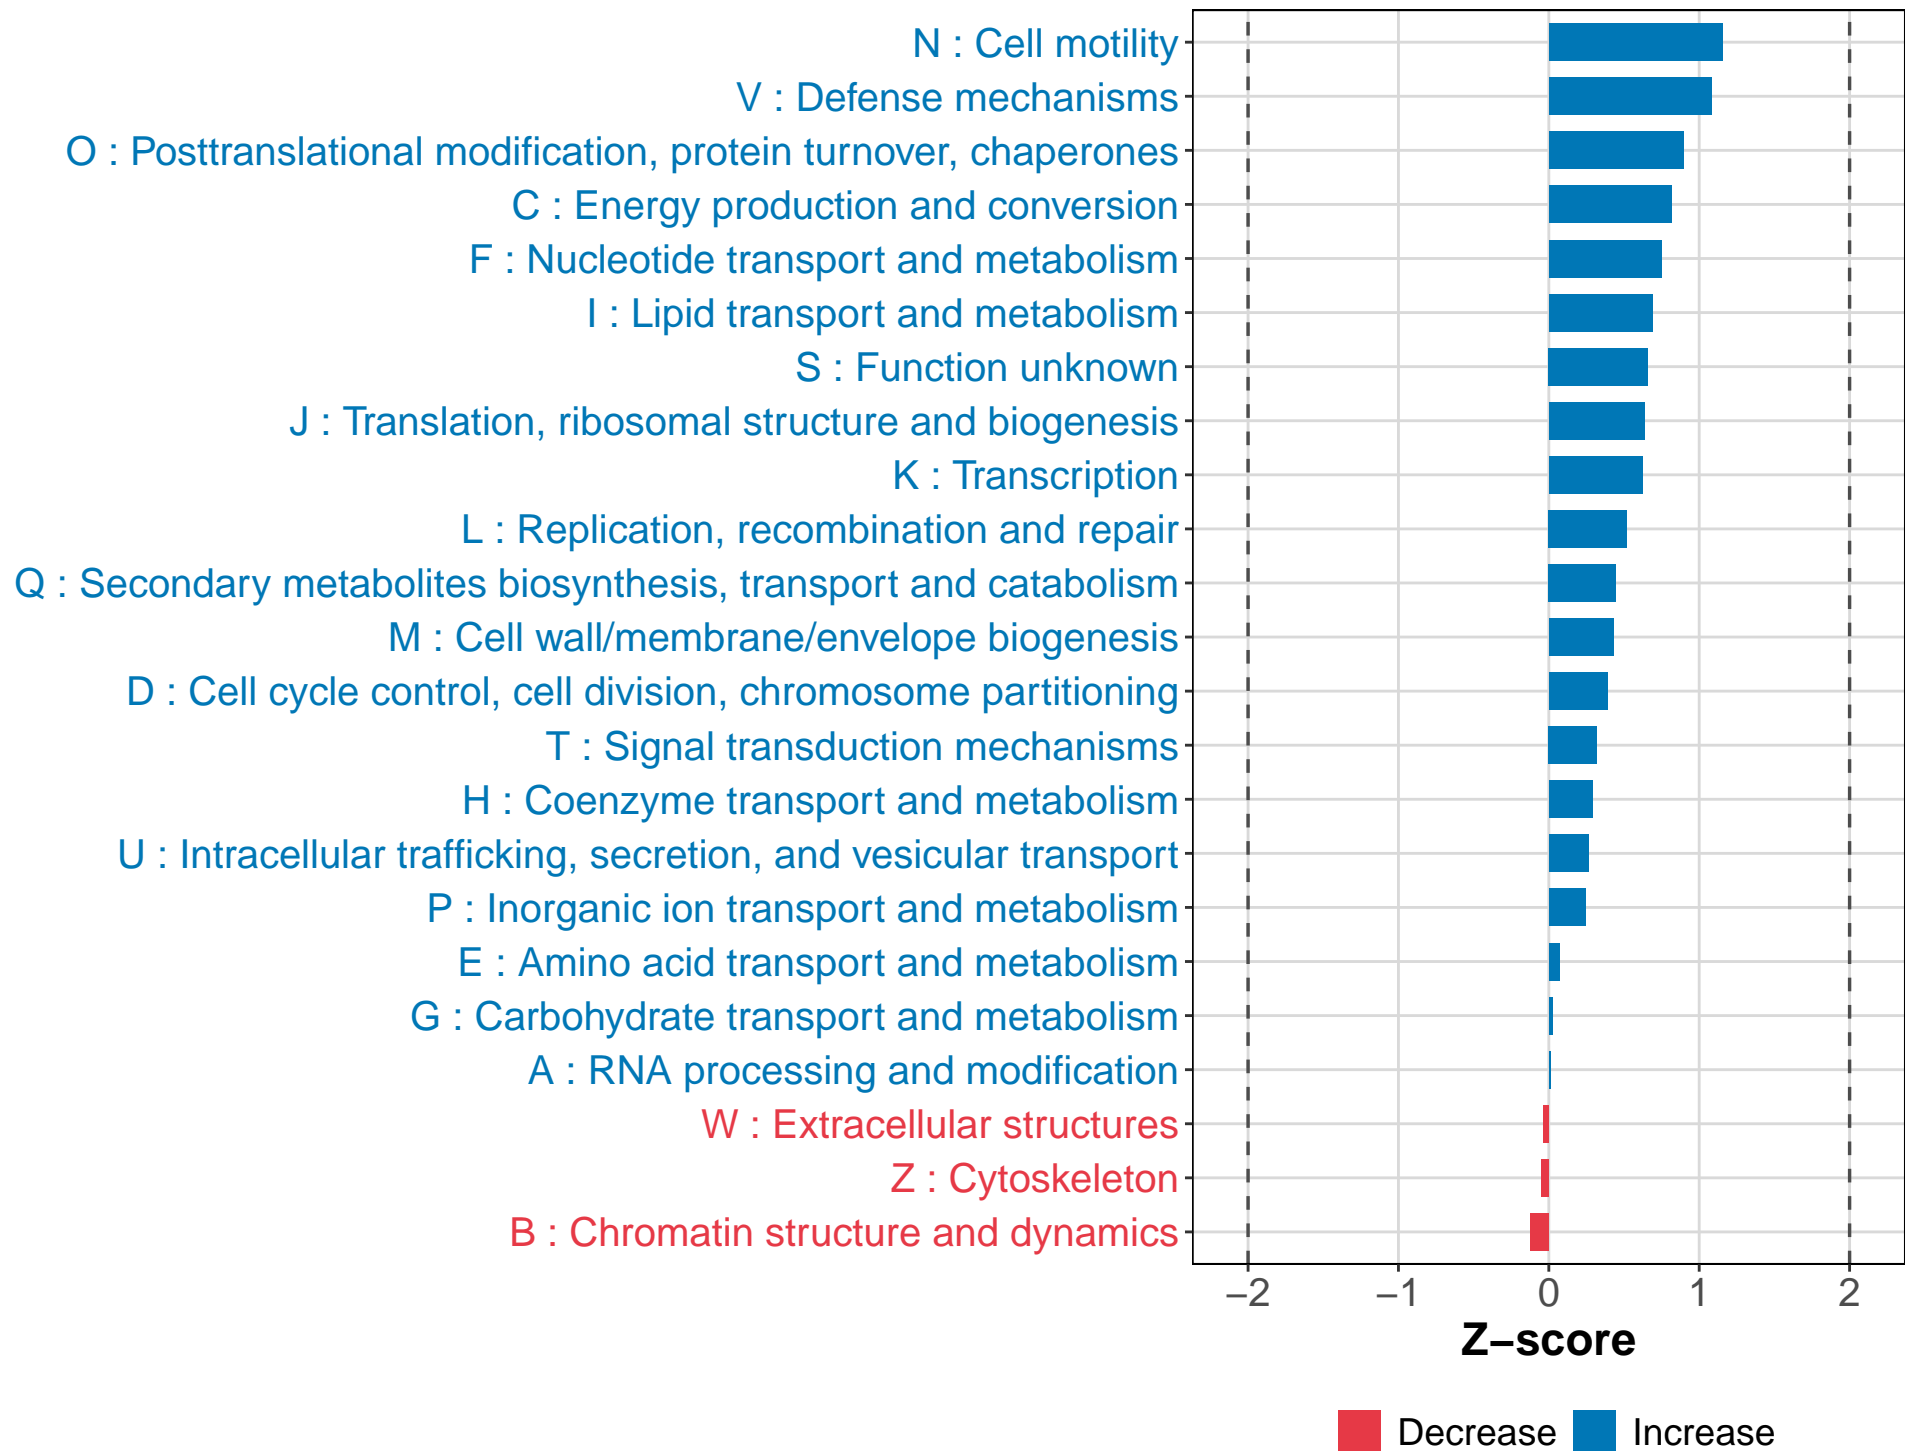 N : Cell motility
V : Defense mechanisms
O : Posttranslational modification, protein turnover, chaperones
C : Energy production and conversion
F : Nucleotide transport and metabolism
I : Lipid transport and metabolism
S : Function unknown
J : Translation, ribosomal structure and biogenesis
K : Transcription
L : Replication, recombination and repair
Q : Secondary metabolites biosynthesis, transport and catabolism
M : Cell wall/membrane/envelope biogenesis
D : Cell cycle control, cell division, chromosome partitioning
T : Signal transduction mechanisms
H : Coenzyme transport and metabolism
U : Intracellular trafficking, secretion, and vesicular transport
P : Inorganic ion transport and metabolism
E : Amino acid transport and metabolism
G : Carbohydrate transport and metabolism
A : RNA processing and modification
W : Extracellular structures
Z : Cytoskeleton
B : Chromatin structure and dynamics
−2 −1 0 1 2
Z−score
Decrease Increase